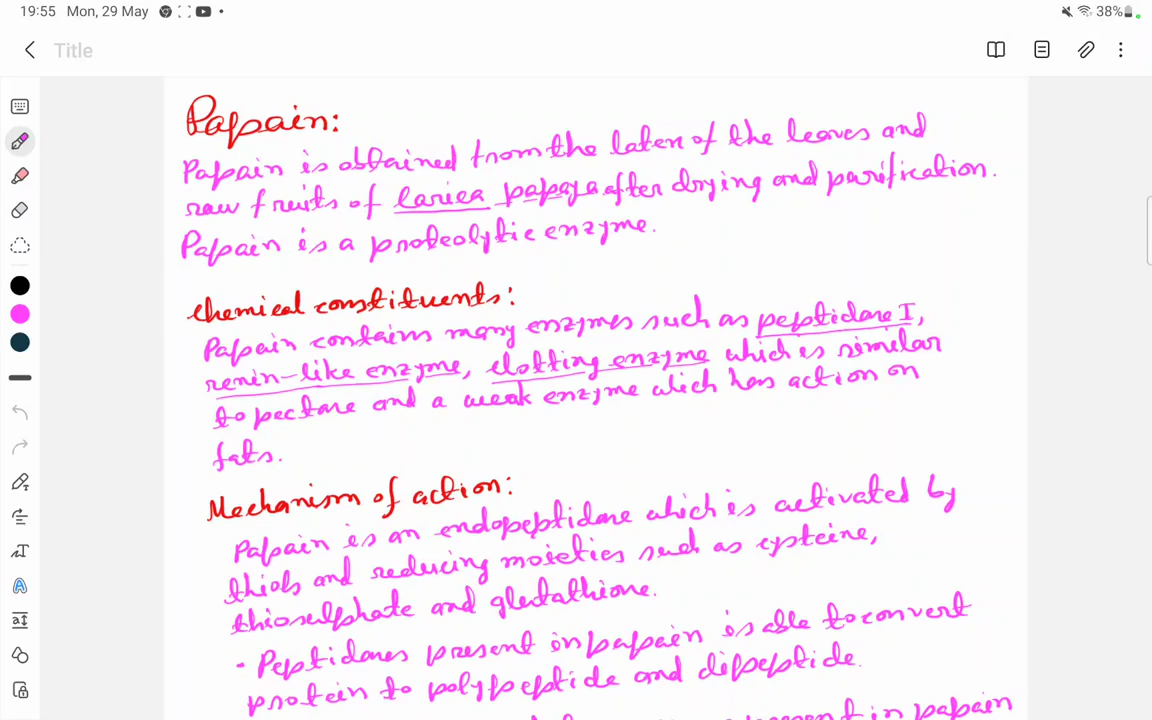 19:55 Mon, 29 May
38%
Title
Papain:
Papain is obtained from the latex of the leaves and
raw fruits of Carica papaya after drying and purification.
Papain is a proteolytic enzyme.
Chemical constituents:
Papain contains many enzymes such as peptidase I,
renin-like enzyme, clotting enzyme which is similar
to pectase and a weak enzyme which has action on
fats.
Mechanism of action:
Papain is an endopeptidase which is activated by
thiols and reducing moieties such as cysteine,
thiosulphate and glutathione.
• Peptidases present in papain is able to convert
protein to polypeptide and dipeptide.
present in papain